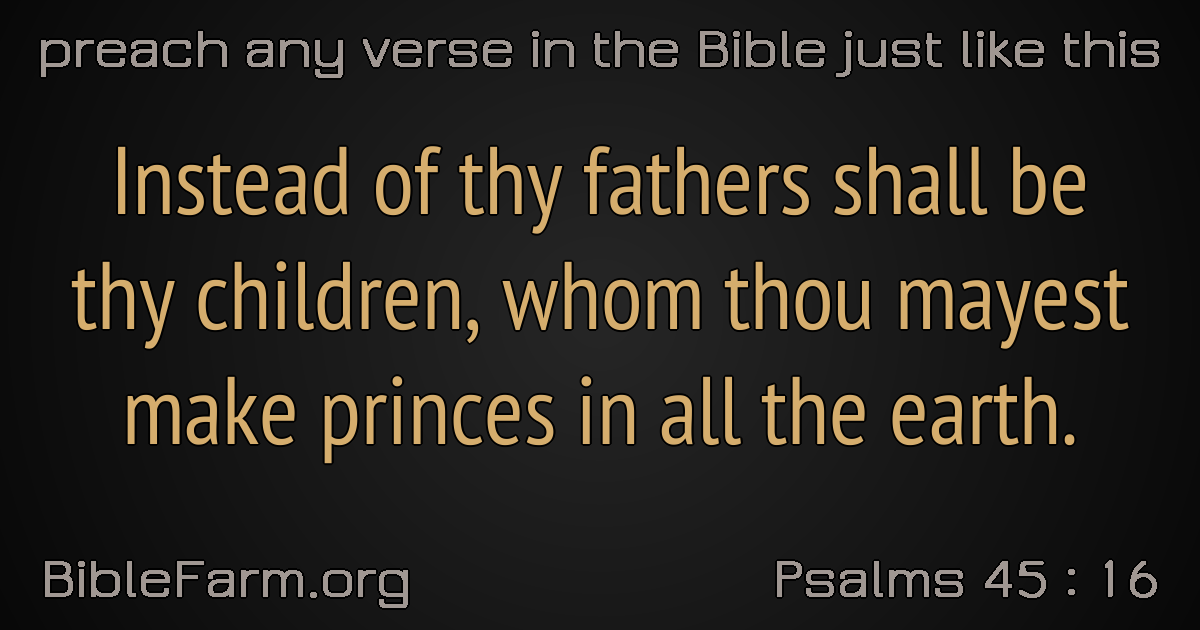 preach any verse in the Bible just like this
Instead of thy fathers shall be
thy children, whom thou mayest
make princes in all the earth.
BibleFarm.org
Psalms 45 : 16